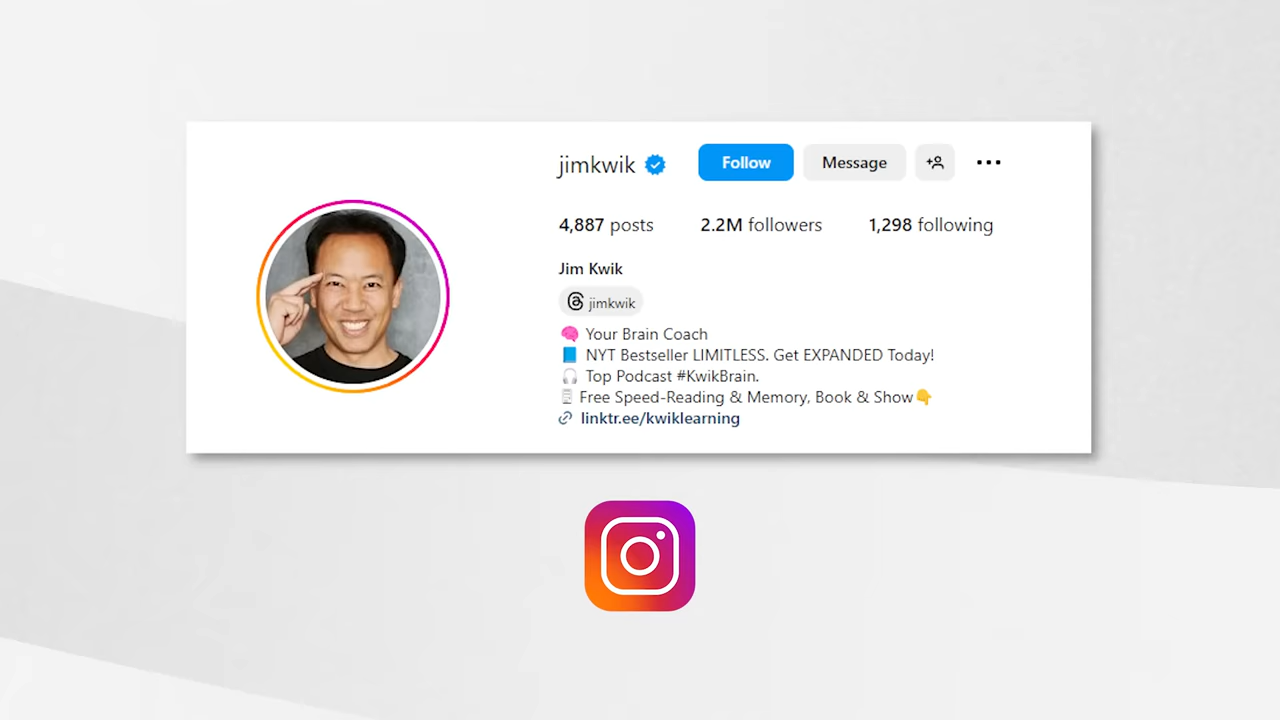 jimkwik Follow Message
4,887 posts 2.2M followers 1,298 following
Jim Kwik
jimkwik
🧠 Your Brain Coach
📘 NYT Bestseller LIMITLESS. Get EXPANDED Today!
🎧 Top Podcast #KwikBrain.
🧾 Free Speed-Reading & Memory, Book & Show👇
linktr.ee/kwiklearning